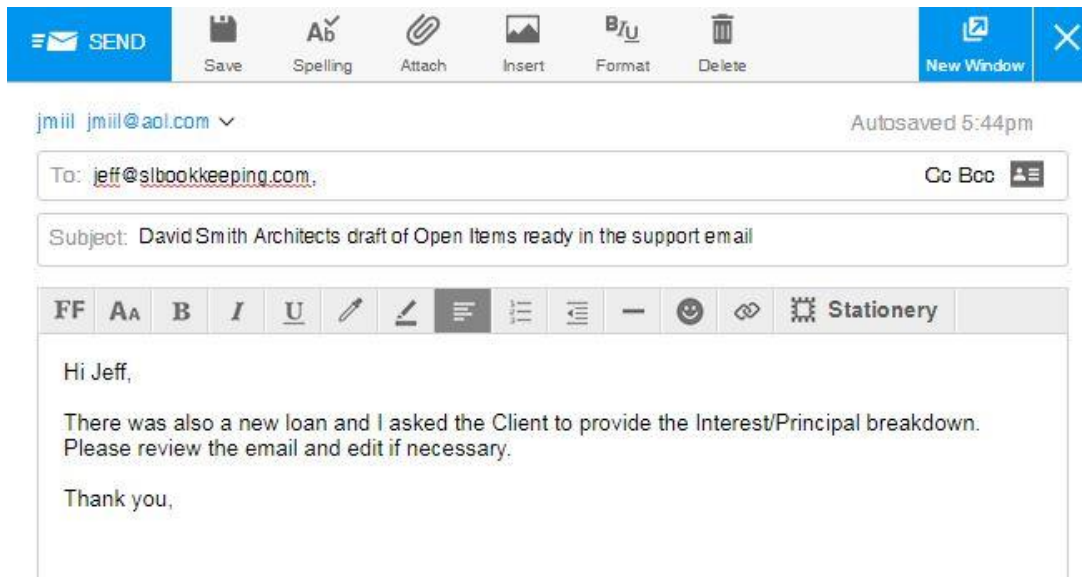 SEND
Save Spelling Attach Insert Format Delete New Window
jmiil jmiil@aol.com
Autosaved 5:44pm
To: jeff@slbookkeeping.com, Cc Bcc
Subject: David Smith Architects draft of Open Items ready in the support email
FF AA B I U Stationery
Hi Jeff,
There was also a new loan and I asked the Client to provide the Interest/Principal breakdown.
Please review the email and edit if necessary.
Thank you,